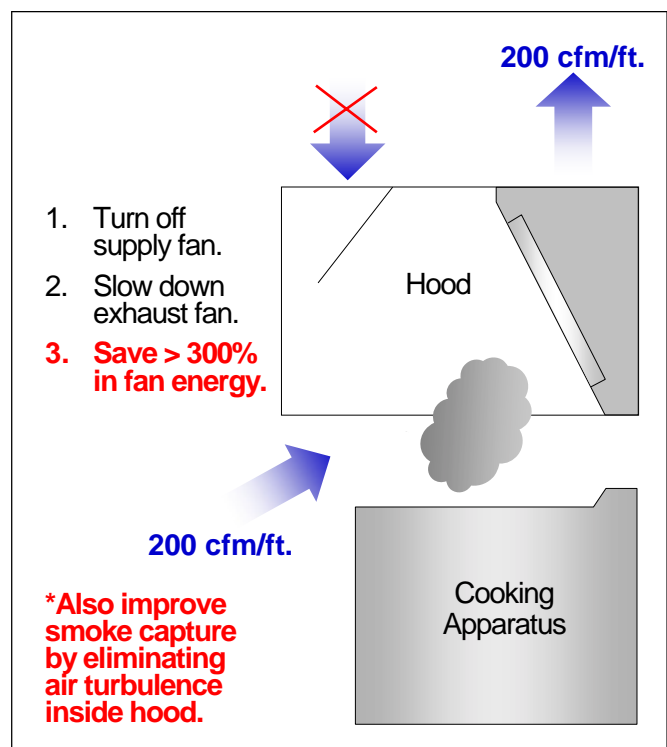 200 cfm/ft.
1. Turn off
supply fan.
2. Slow down
exhaust fan.
3. Save > 300%
in fan energy.
Hood
200 cfm/ft.
*Also improve
smoke capture
by eliminating
air turbulence
inside hood.
Cooking
Apparatus